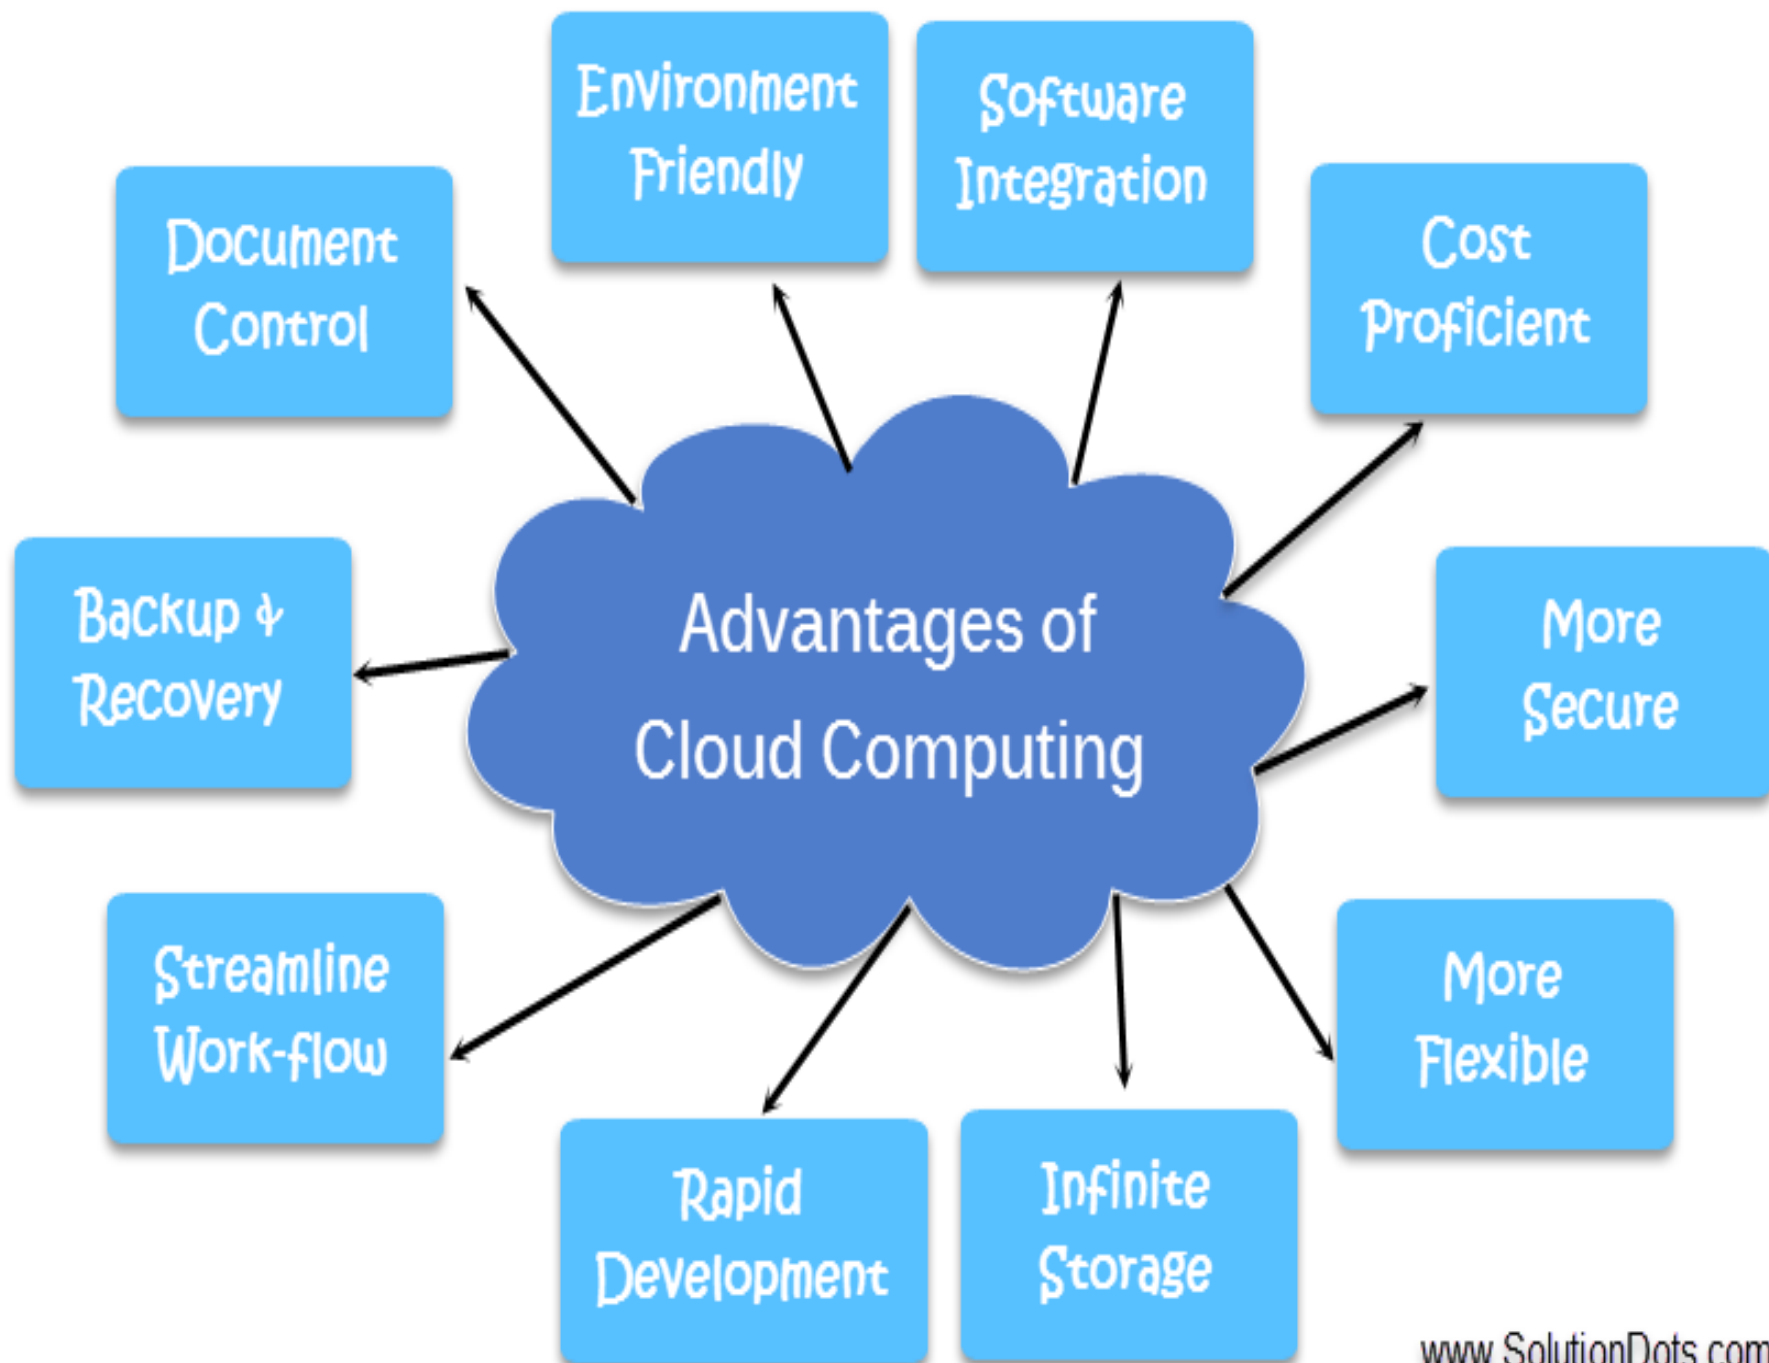 Environment
Friendly
Software
Integration
Document
Control
Cost
Proficient
Advantages of
Cloud Computing
Backup &
Recovery
More
Secure
Streamline
Work-flow
More
Flexible
Rapid
Development
Infinite
Storage
www.SolutionDots.com